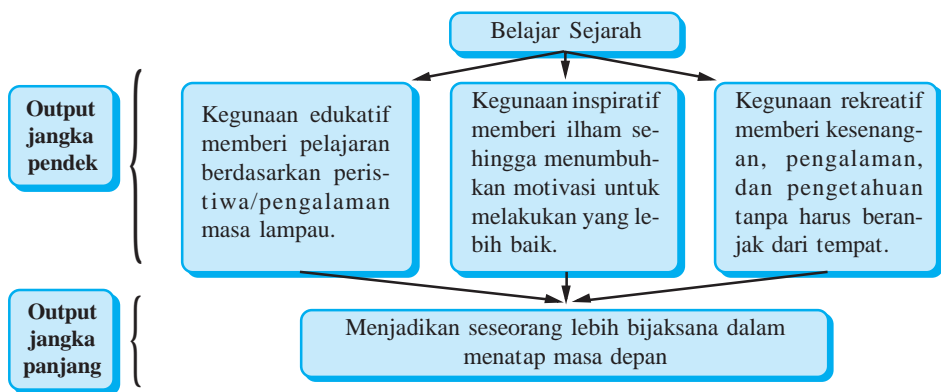 Belajar Sejarah
Output
jangka
pendek
Kegunaan edukatif
memberi pelajaran
berdasarkan peris-
tiwa/pengalaman
masa lampau.
Kegunaan inspiratif
memberi ilham se-
hingga menumbuh-
kan motivasi untuk
melakukan yang le-
bih baik.
Kegunaan rekreatif
memberi kesenang-
an, pengalaman,
dan pengetahuan
tanpa harus beran-
jak dari tempat.
Output
jangka
panjang
Menjadikan seseorang lebih bijaksana dalam
menatap masa depan